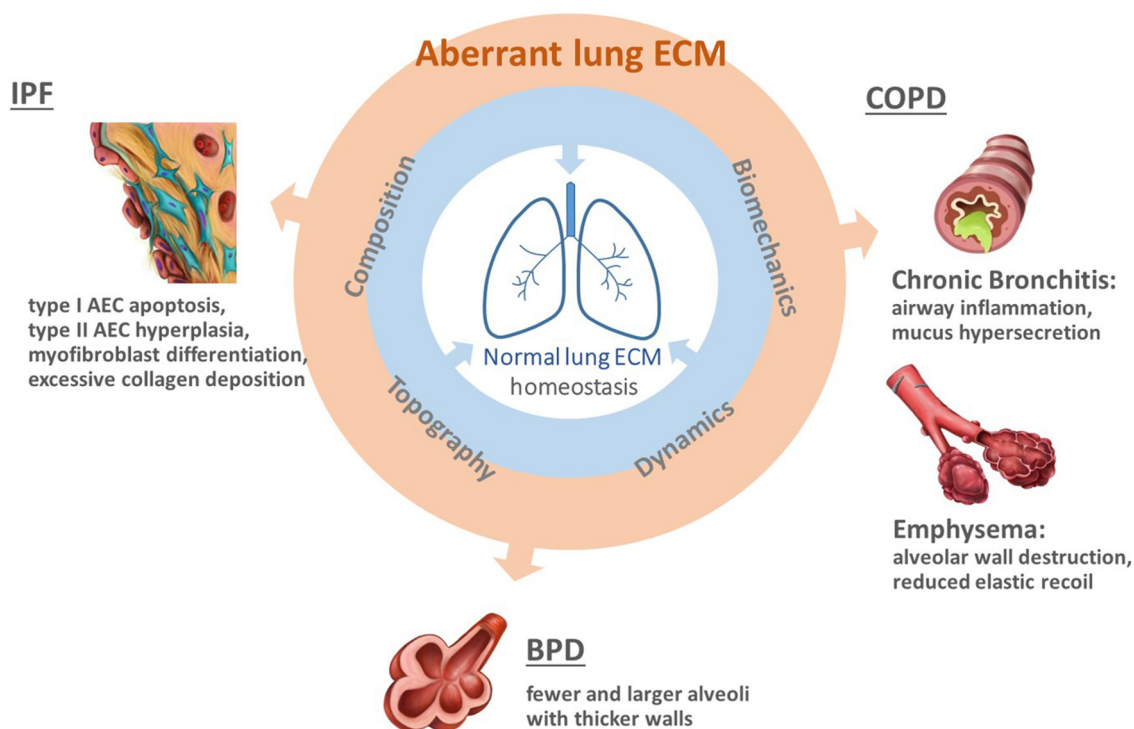 Aberrant lung ECM
IPF
type I AEC apoptosis,
type II AEC hyperplasia,
myofibroblast differentiation,
excessive collagen deposition
Composition
Biomechanics
Topography
Dynamics
Normal lung ECM
homeostasis
COPD
Chronic Bronchitis:
airway inflammation,
mucus hypersecretion
Emphysema:
alveolar wall destruction,
reduced elastic recoil
BPD
fewer and larger alveoli
with thicker walls